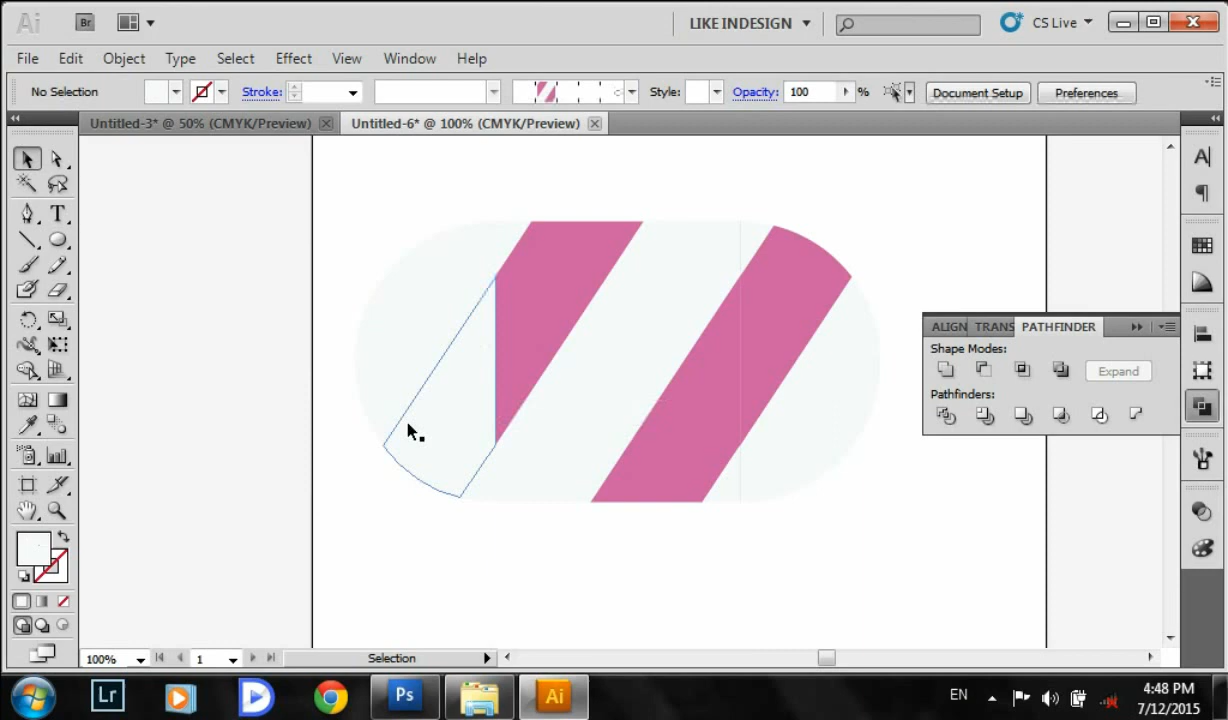 Ai Br LIKE INDESIGN CS Live
File Edit Object Type Select Effect View Window Help
No Selection Stroke: Style: Opacity: 100 % Document Setup Preferences
Untitled-3* @ 50% (CMYK/Preview) Untitled-6* @ 100% (CMYK/Preview)
ALIGN TRANS PATHFINDER
Shape Modes:
Expand
Pathfinders:
100% 1 Selection
Lr Ps Ai EN 4:48 PM
7/12/2015